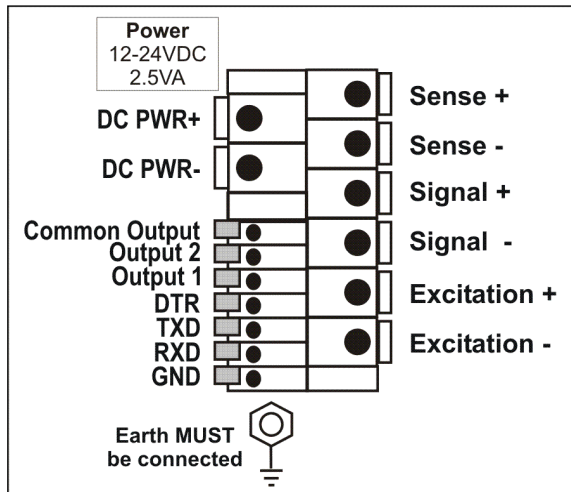 Power
12-24VDC
2.5VA
DC PWR+
DC PWR-
Common Output
Output 2
Output 1
DTR
TXD
RXD
GND
Sense +
Sense -
Signal +
Signal -
Excitation +
Excitation -
Earth MUST
be connected